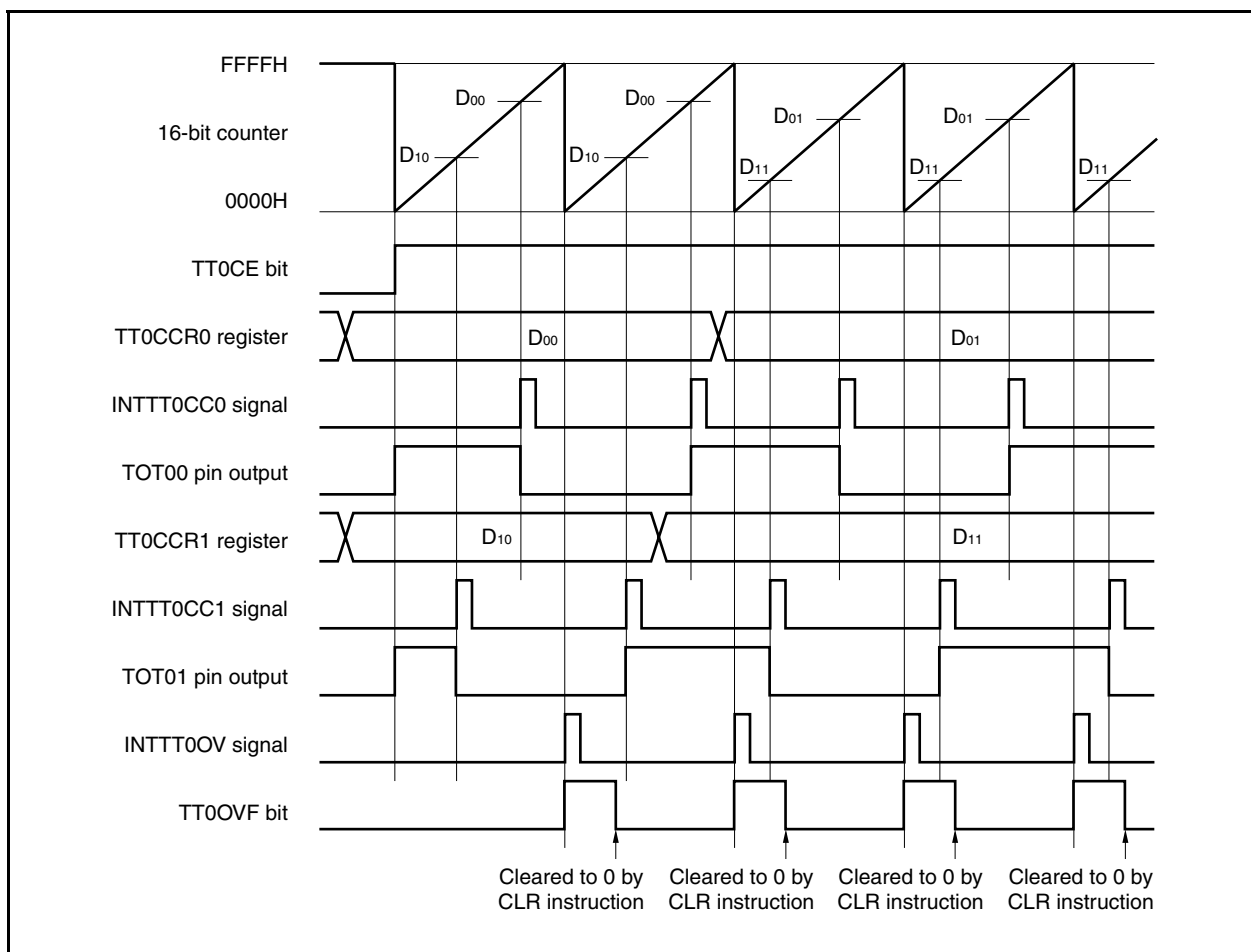 FFFFH
D00
D00
D01
D01
16-bit counter
D10
D10
D11
D11
D11
0000H
TT0CE bit
TT0CCR0 register
D00
D01
INTTT0CC0 signal
TOT00 pin output
TT0CCR1 register
D10
D11
INTTT0CC1 signal
TOT01 pin output
INTTT0OV signal
TT0OVF bit
Cleared to 0 by
CLR instruction
Cleared to 0 by
CLR instruction
Cleared to 0 by
CLR instruction
Cleared to 0 by
CLR instruction